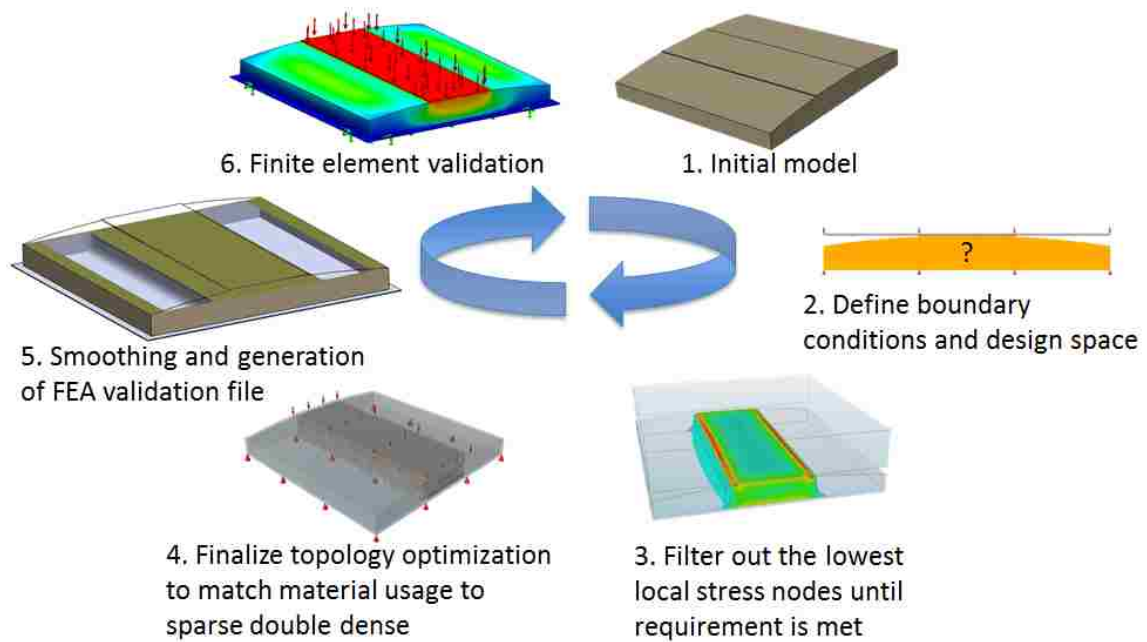 6. Finite element validation
1. Initial model
?
2. Define boundary
conditions and design space
5. Smoothing and generation
of FEA validation file
4. Finalize topology optimization
to match material usage to
sparse double dense
3. Filter out the lowest
local stress nodes until
requirement is met